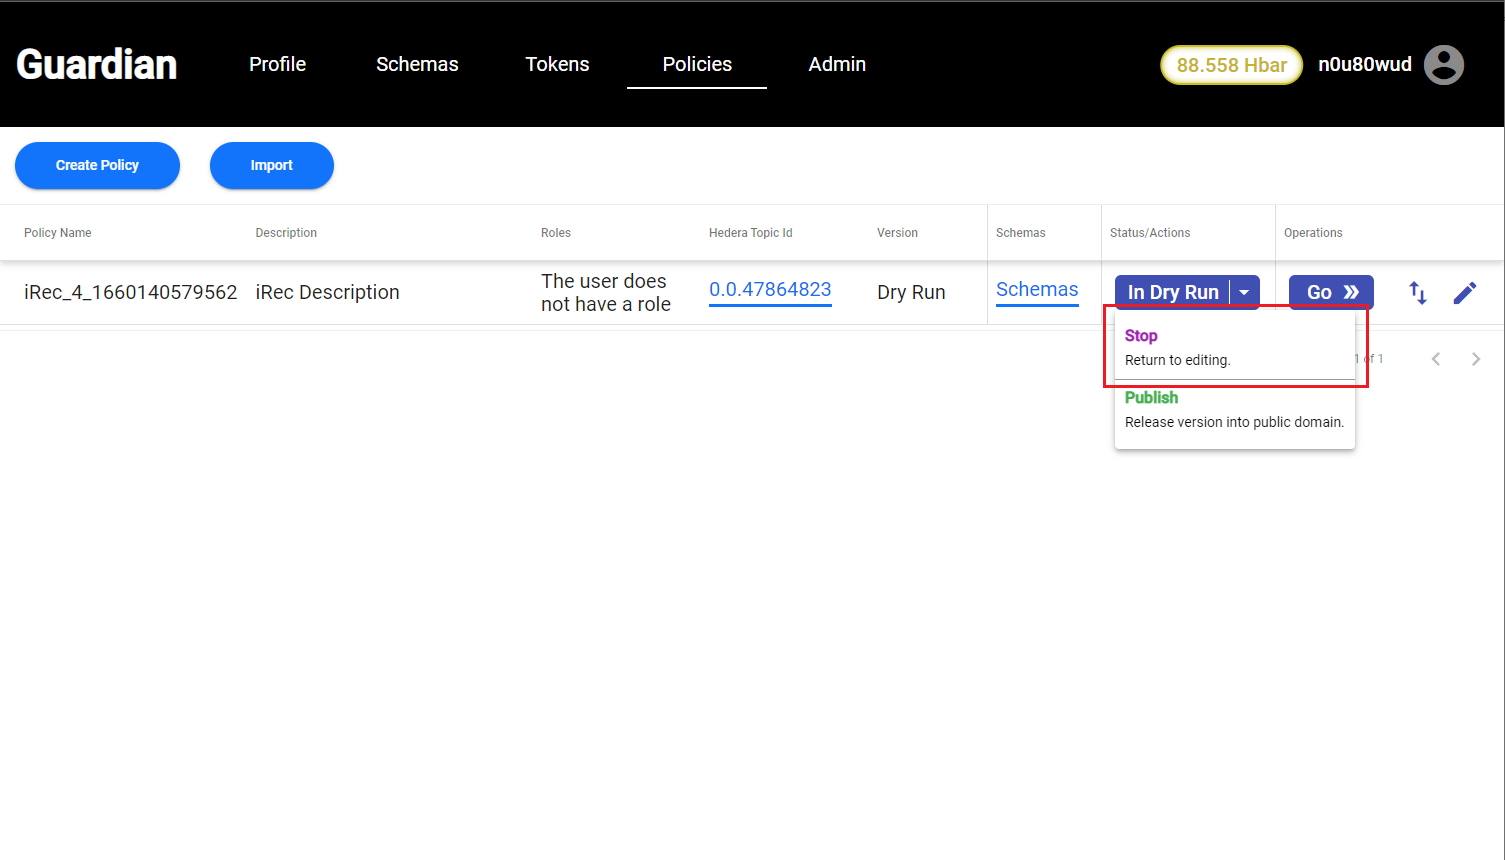 Guardian
Profile
Schemas
Tokens
Policies
Admin
88.558 Hbar
n0u80wud
Create Policy
Import
Policy Name
Description
Roles
Hedera Topic Id
Version
Schemas
Status/Actions
Operations
iRec_4_1660140579562
iRec Description
The user does
not have a role
0.0.47864823
Dry Run
Schemas
In Dry Run
Go
Stop
Return to editing.
1 of 1
Publish
Release version into public domain.